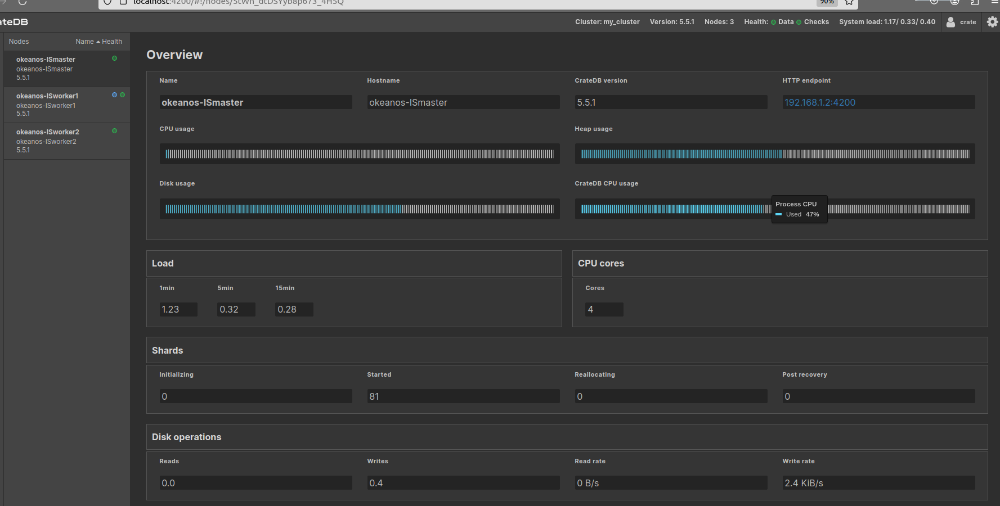 localhost:4200/#!/nodes/5tWh_dtDSYyb8p673_4H5Q
90%
ateDB
Cluster: my_cluster Version: 5.5.1 Nodes: 3 Health: Data Checks System load: 1.17/ 0.33/ 0.40 crate
Nodes Name Health
okeanos-ISmaster
okeanos-ISmaster
5.5.1
okeanos-ISworker1
okeanos-ISworker1
5.5.1
okeanos-ISworker2
okeanos-ISworker2
5.5.1
Overview
Name Hostname CrateDB version HTTP endpoint
okeanos-ISmaster okeanos-ISmaster 5.5.1 192.168.1.2:4200
CPU usage Heap usage
Disk usage CrateDB CPU usage
Process CPU
Used 47%
Load
1min 5min 15min
1.23 0.32 0.28
CPU cores
Cores
4
Shards
Initializing Started Reallocating Post recovery
0 81 0 0
Disk operations
Reads Writes Read rate Write rate
0.0 0.4 0 B/s 2.4 KiB/s